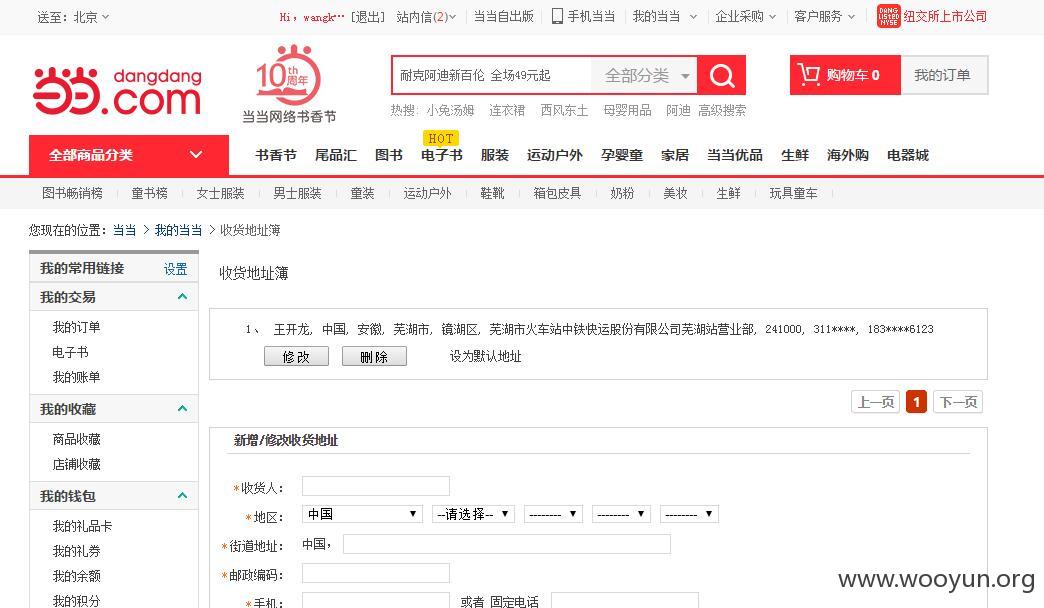 送至：北京 Hi，wangk··· [退出] 站内信(2) 当当自出版 手机当当 我的当当 企业采购 客户服务 DANG LISTED NYSE 纽交所上市公司
当当 dangdang .com 10th 周年 当当网络书香节
耐克阿迪新百伦 全场49元起 全部分类 购物车 0 我的订单
热搜：小兔汤姆 连衣裙 西风东土 母婴用品 阿迪 高级搜索
HOT
全部商品分类 书香节 尾品汇 图书 电子书 服装 运动户外 孕婴童 家居 当当优品 生鲜 海外购 电器城
图书畅销榜 童书榜 女士服装 男士服装 童装 运动户外 鞋靴 箱包皮具 奶粉 美妆 生鲜 玩具童车
您现在的位置：当当 > 我的当当 > 收货地址簿
我的常用链接 设置
我的交易
我的订单
电子书
我的账单
我的收藏
商品收藏
店铺收藏
我的钱包
我的礼品卡
我的礼券
我的余额
我的积分
收货地址簿
1、 王开龙，中国，安徽，芜湖市，镜湖区，芜湖市火车站中铁快运股份有限公司芜湖站营业部，241000，311****，183****6123
修改 删除 设为默认地址
上一页 1 下一页
新增/修改收货地址
*收货人：
*地区： 中国 --请选择-- -------- -------- --------
*街道地址： 中国，
*邮政编码：
*手机： 或者 固定电话
www.wooyun.org